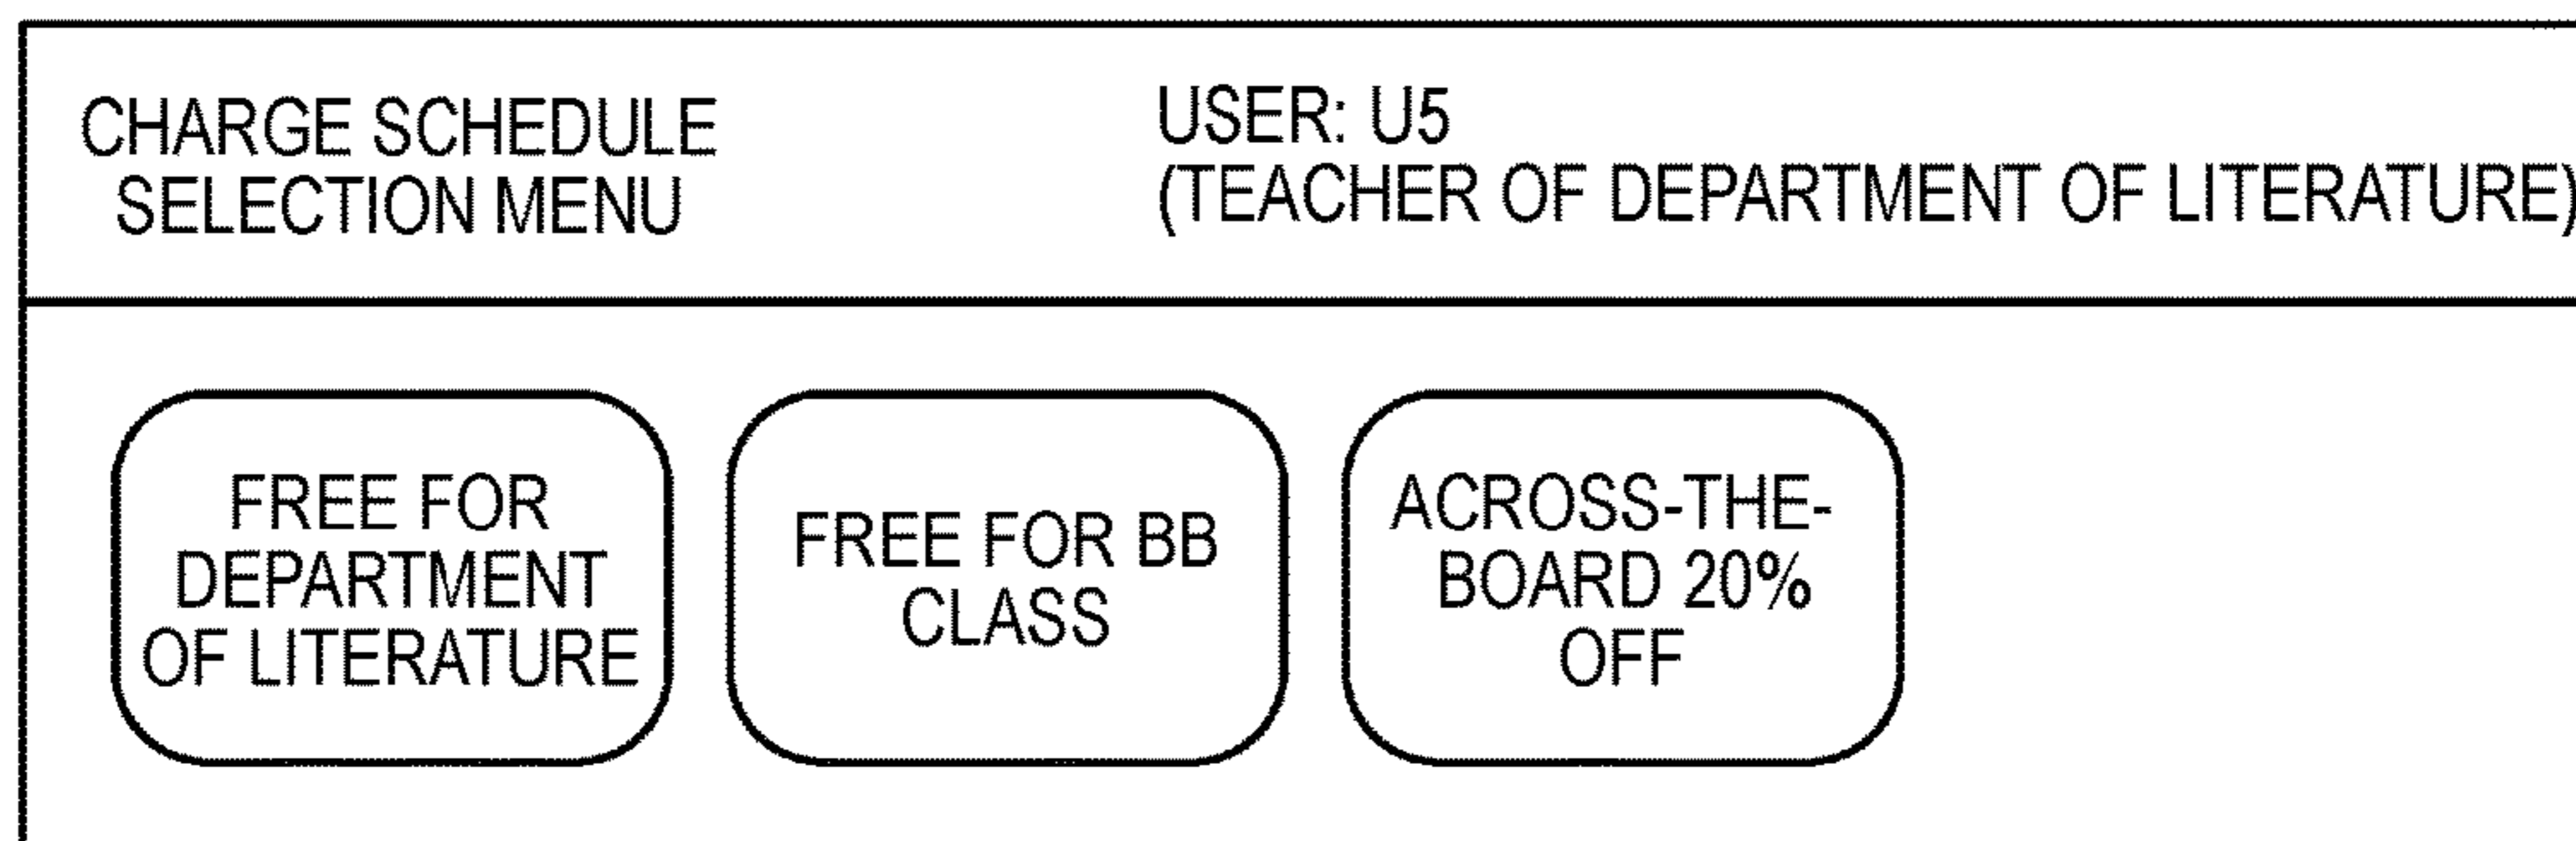 CHARGE SCHEDULE
SELECTION MENU
USER: U5
(TEACHER OF DEPARTMENT OF LITERATURE)
FREE FOR
DEPARTMENT
OF LITERATURE
FREE FOR BB
CLASS
ACROSS-THE-
BOARD 20%
OFF